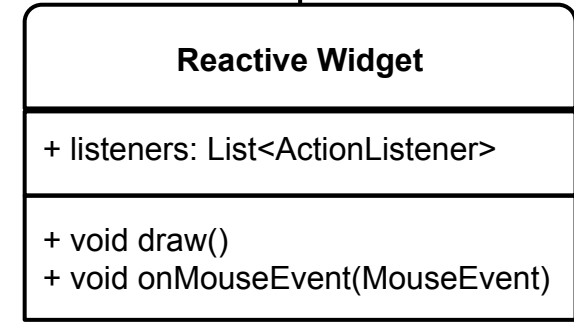 Reactive Widget
+ listeners: List<ActionListener>
+ void draw()
+ void onMouseEvent(MouseEvent)